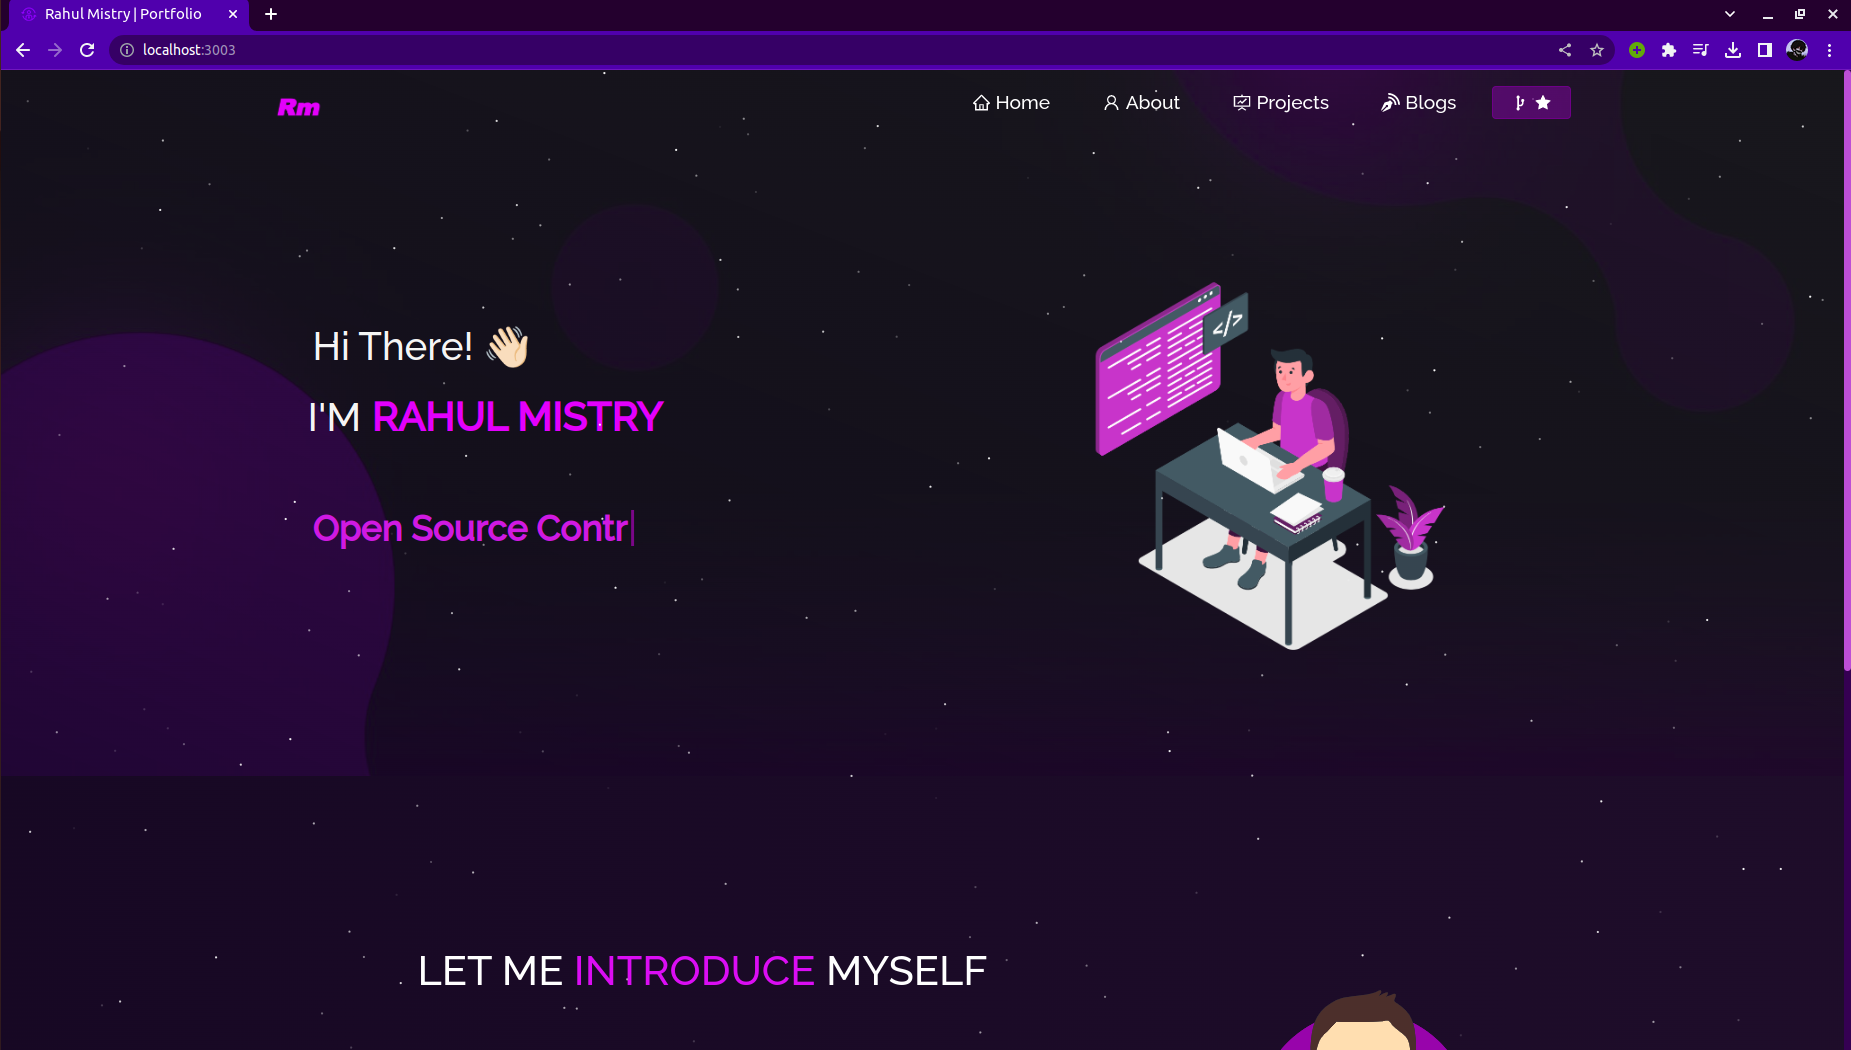 Rahul Mistry | Portfolio
localhost:3003
Rm
Home About Projects Blogs
</>
Hi There! 👋🏻
I'M RAHUL MISTRY
Open Source Contr|
LET ME INTRODUCE MYSELF